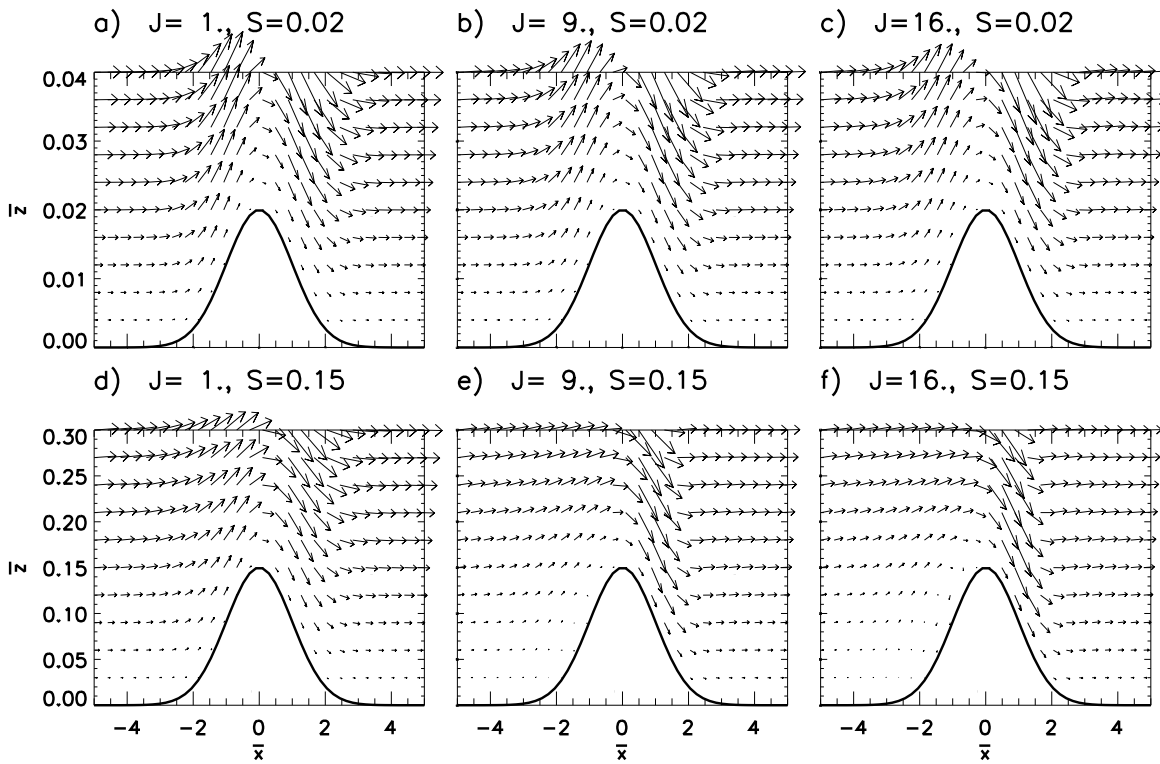 a) J= 1., S=0.02
b) J= 9., S=0.02
c) J=16., S=0.02
0.04
0.03
0.02
0.01
0.00
z̅
d) J= 1., S=0.15
e) J= 9., S=0.15
f) J=16., S=0.15
0.30
0.25
0.20
0.15
0.10
0.05
0.00
z̅
-4 -2 0 2 4
-4 -2 0 2 4
-4 -2 0 2 4
x̅
x̅
x̅